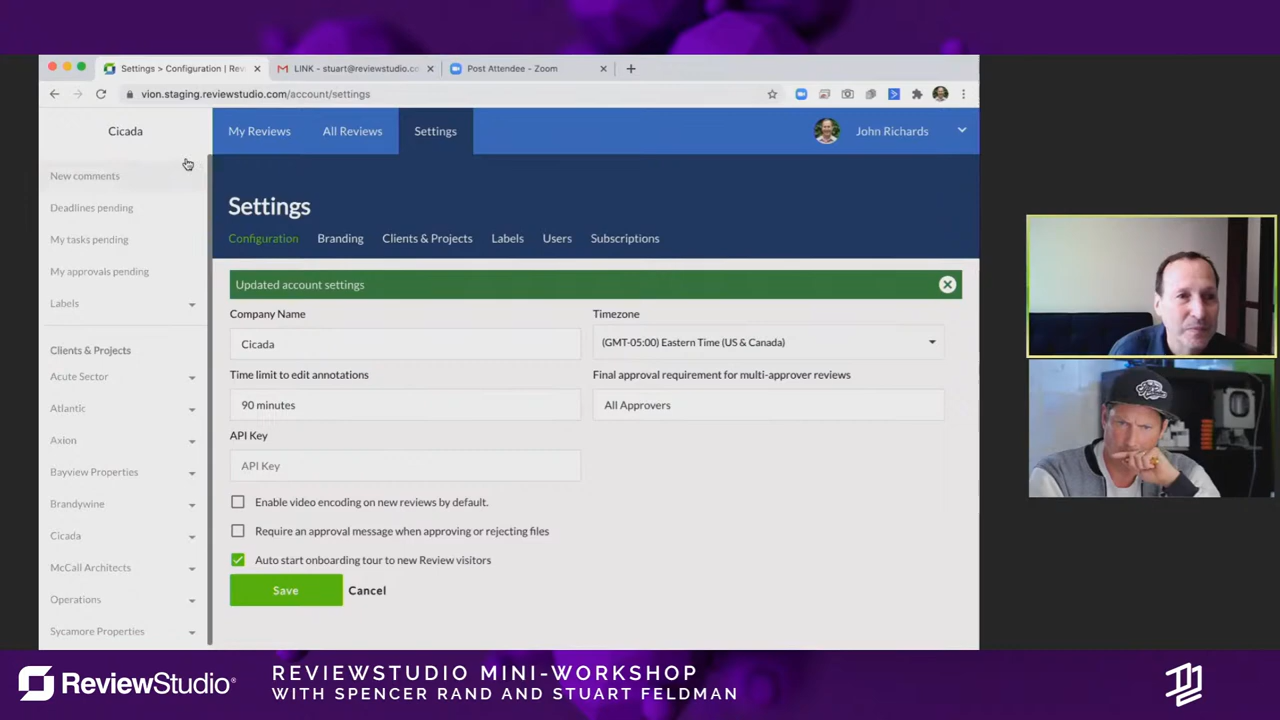 Settings > Configuration | Rev
LINK - stuart@reviewstudio.co
Post Attendee - Zoom
vion.staging.reviewstudio.com/account/settings
Cicada
My Reviews
All Reviews
Settings
John Richards
New comments
Deadlines pending
My tasks pending
My approvals pending
Labels
Clients & Projects
Acute Sector
Atlantic
Axion
Bayview Properties
Brandywine
Cicada
McCall Architects
Operations
Sycamore Properties
Settings
Configuration
Branding
Clients & Projects
Labels
Users
Subscriptions
Updated account settings
Company Name
Cicada
Timezone
(GMT-05:00) Eastern Time (US & Canada)
Time limit to edit annotations
90 minutes
Final approval requirement for multi-approver reviews
All Approvers
API Key
API Key
Enable video encoding on new reviews by default.
Require an approval message when approving or rejecting files
Auto start onboarding tour to new Review visitors
Save
Cancel
ReviewStudio®
REVIEWSTUDIO MINI-WORKSHOP
WITH SPENCER RAND AND STUART FELDMAN